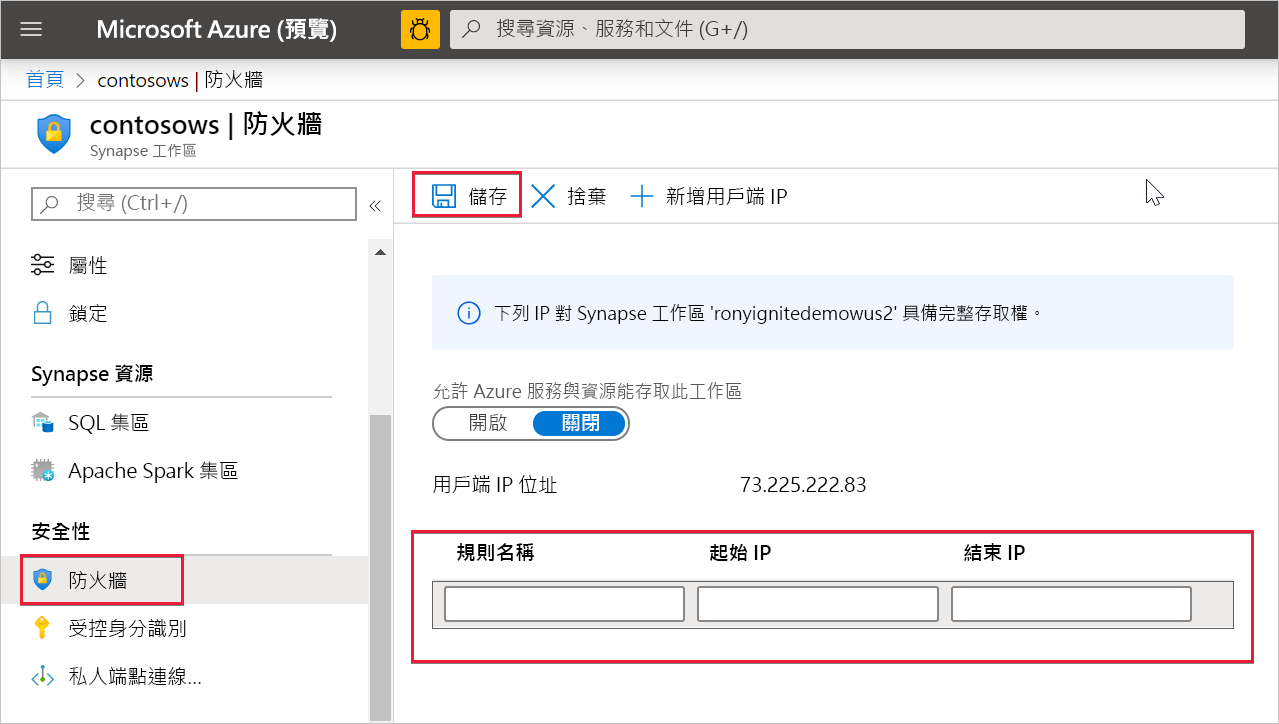 Microsoft Azure (預覽)
搜尋資源、服務和文件 (G+/)
首頁 > contosows | 防火牆
contosows | 防火牆
Synapse 工作區
搜尋 (Ctrl+/)
«
屬性
鎖定
Synapse 資源
SQL 集區
Apache Spark 集區
安全性
防火牆
受控身分識別
私人端點連線...
儲存 捨棄 新增用戶端 IP
下列 IP 對 Synapse 工作區 'ronyignitedemowus2' 具備完整存取權。
允許 Azure 服務與資源能存取此工作區
開啟 關閉
用戶端 IP 位址 73.225.222.83
規則名稱 起始 IP 結束 IP